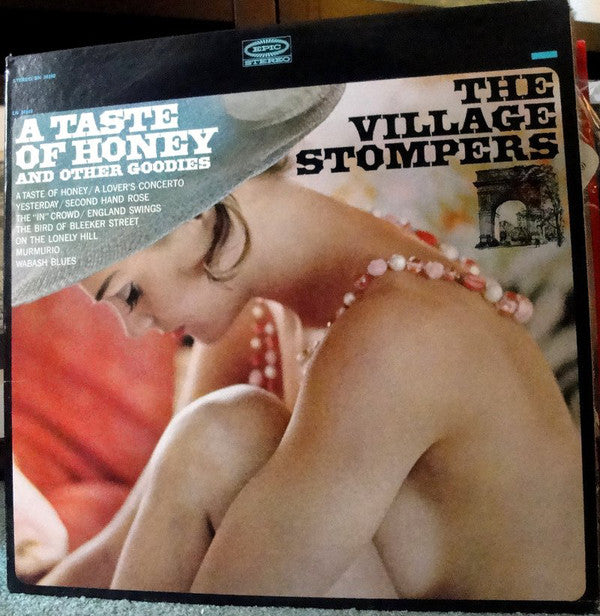 EPIC
STEREO
A TASTE
OF HONEY
AND OTHER GOODIES
A TASTE OF HONEY/A LOVER'S CONCERTO
YESTERDAY/SECOND HAND ROSE
THE "IN" CROWD/ENGLAND SWINGS
THE BIRD OF BLEEKER STREET
ON THE LONELY HILL
MURMURIO
WABASH BLUES
THE
VILLAGE
STOMPERS